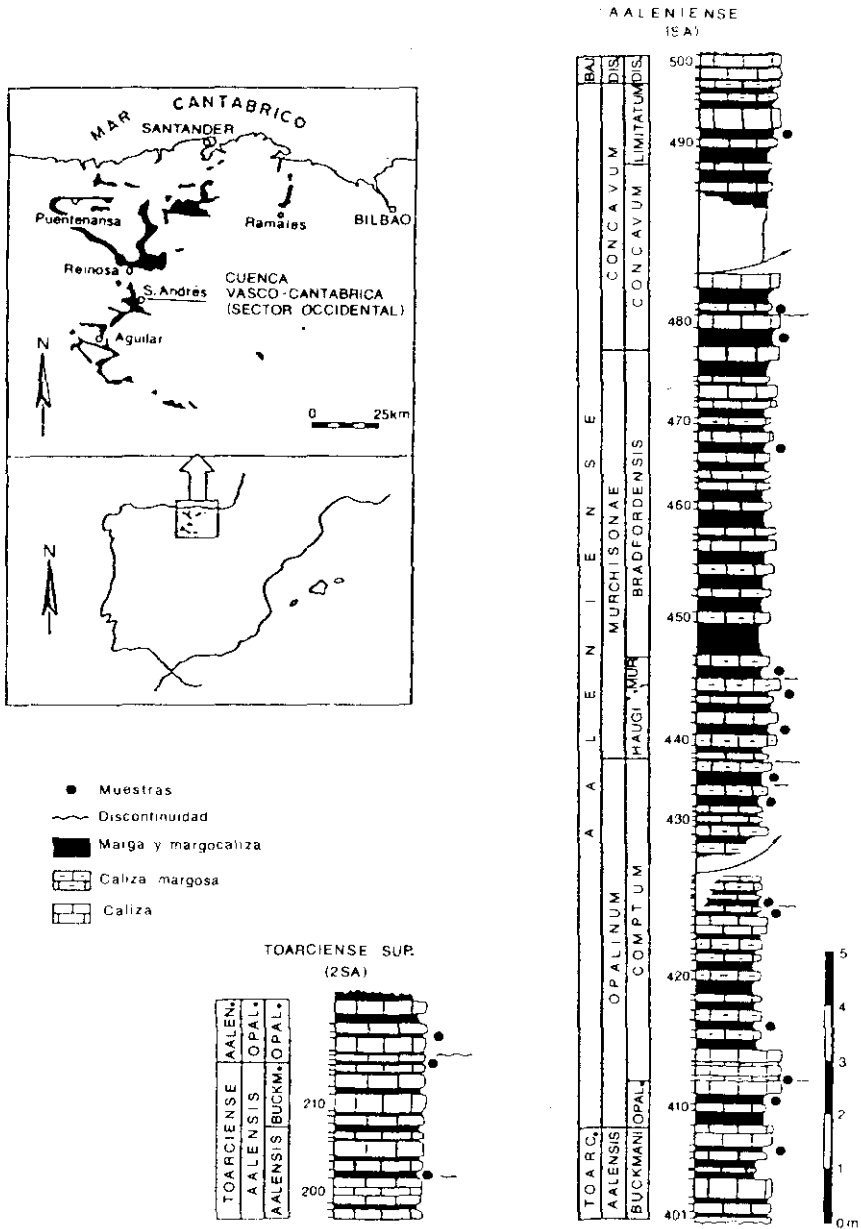 MAR CANTABRICO
SANTANDER
Puentenansa
Ramales
BILBAO
Reinosa
S. Andrés
CUENCA
VASCO-CANTABRICA
(SECTOR OCCIDENTAL)
Aguilar
N
0 25km
N
Muestras
Discontinuidad
Marga y margocaliza
Caliza margosa
Caliza
TOARCIENSE SUP.
(2SA)
TOARCIENSE
AALEN.
AALENSIS
OPAL.
AALENSIS
BUCKM.
OPAL.
210
200
AALENIENSE
(SA)
BAJ.
DIS.
DIS.
AALENIENSE
CONCAVUM
LIMITATUM
CONCAVUM
MURCHISONAE
BRADFORDENSIS
MUR.
HAUGI
OPALINUM
COMPTUM
OPAL.
TOARC.
AALENSIS
BUCKMANI
500
490
480
470
460
450
440
430
420
410
401
5
4
3
2
1
0 m